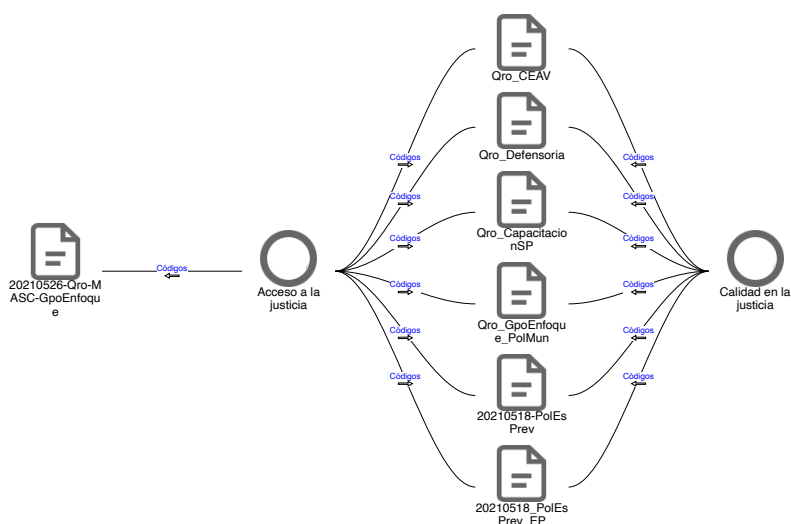 Qro_CEAV
Códigos
Códigos
Qro_Defensoria
Códigos
Códigos
Qro_Capacitacio
nSP
Códigos
Códigos
20210526-Qro-M
ASC-GpoEnfoqu
e
Códigos
Acceso a la
justicia
Calidad en la
justicia
Códigos
Códigos
Qro_GpoEnfoqu
e_PolMun
Códigos
Códigos
20210518-PolEs
Prev
Códigos
Códigos
20210518_PolEs
Prev_EP